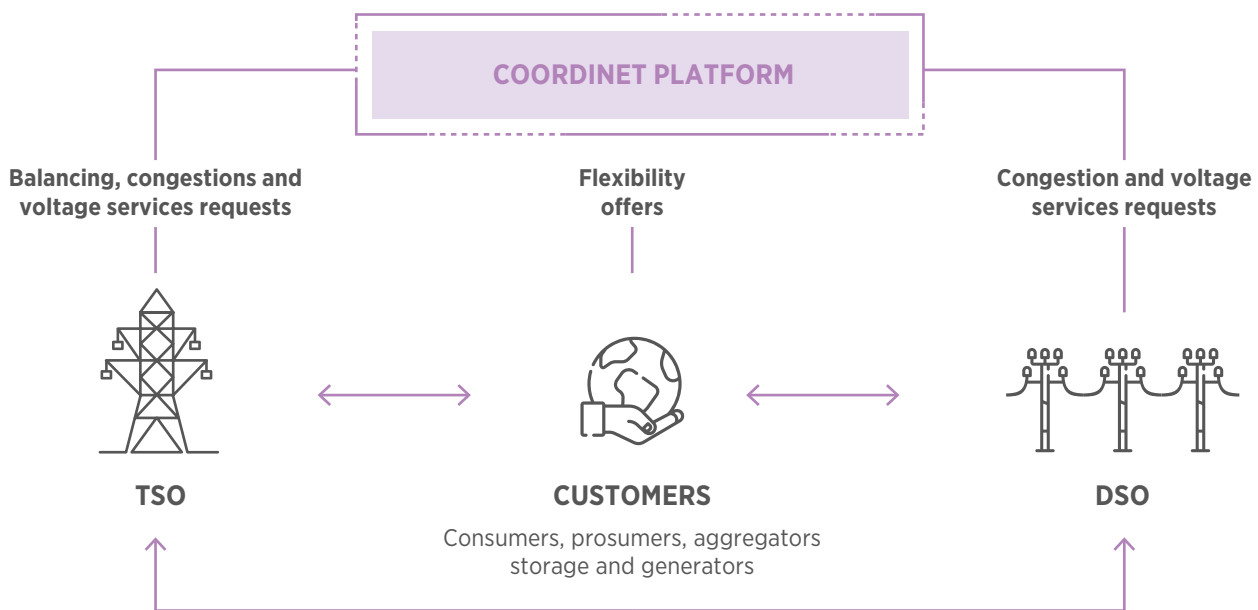 COORDINET PLATFORM
Balancing, congestions and
voltage services requests
Flexibility
offers
Congestion and voltage
services requests
TSO
CUSTOMERS
Consumers, prosumers, aggregators
storage and generators
DSO